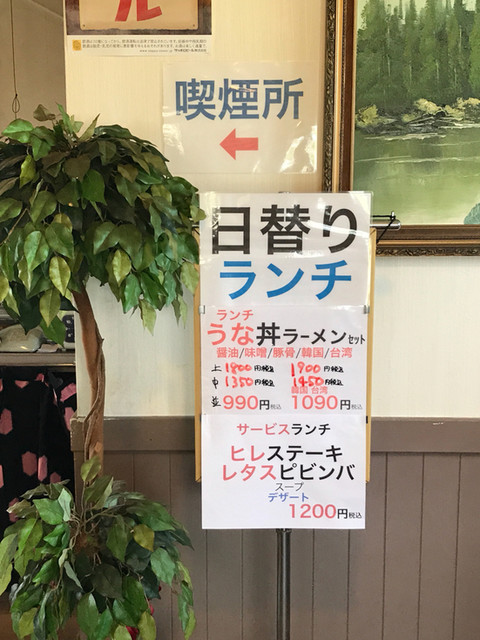 喫煙所
←
日替り
ランチ
ランチ
うな丼ラーメンセット
醤油/味噌/豚骨/韓国/台湾
上 1800円税込 1900円税込
中 1350円税込 1450円税込
韓国 台湾
並 990円税込 1090円税込
サービスランチ
ヒレステーキ
レタスピビンバ
スープ
デザート
1200円税込